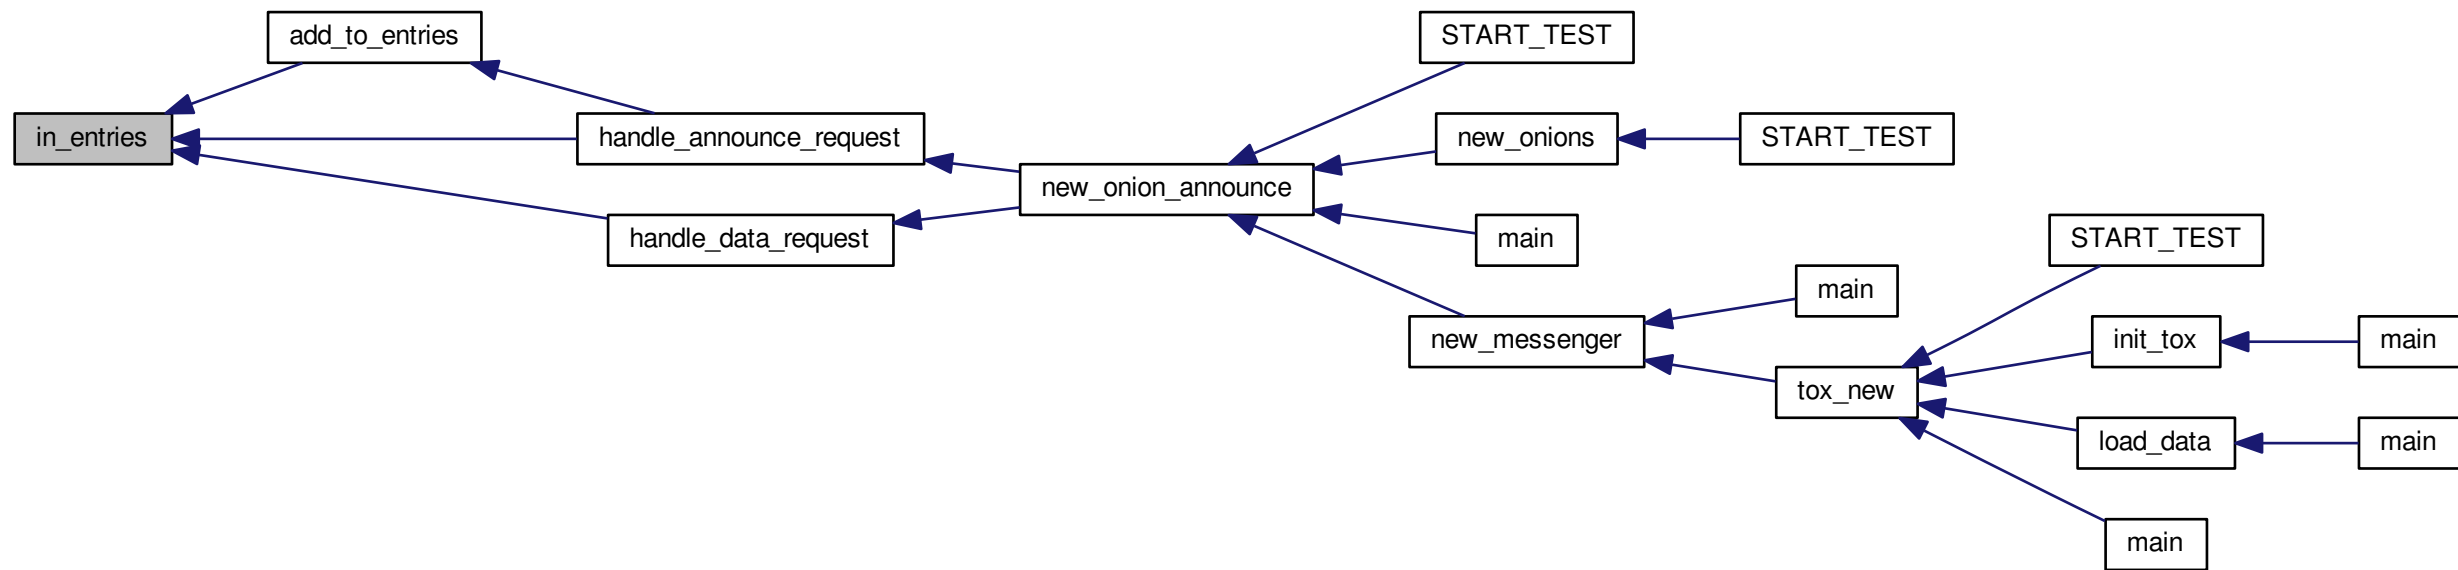 add_to_entries
START_TEST
in_entries
handle_announce_request
new_onions
START_TEST
new_onion_announce
handle_data_request
main
START_TEST
main
new_messenger
init_tox
main
tox_new
load_data
main
main